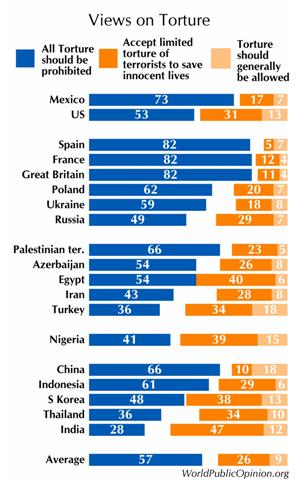 Views on Torture
All Torture should be prohibited
Accept limited torture of terrorists to save innocent lives
Torture should generally be allowed
Mexico 73 17 7
US 53 31 13
Spain 82 5 7
France 82 12 4
Great Britain 82 11 4
Poland 62 20 7
Ukraine 59 18 8
Russia 49 29 7
Palestinian ter. 66 23 5
Azerbaijan 54 26 8
Egypt 54 40 6
Iran 43 28 8
Turkey 36 34 18
Nigeria 41 39 15
China 66 10 18
Indonesia 61 29 6
S Korea 48 38 13
Thailand 36 34 10
India 28 47 12
Average 57 26 9
WorldPublicOpinion.org